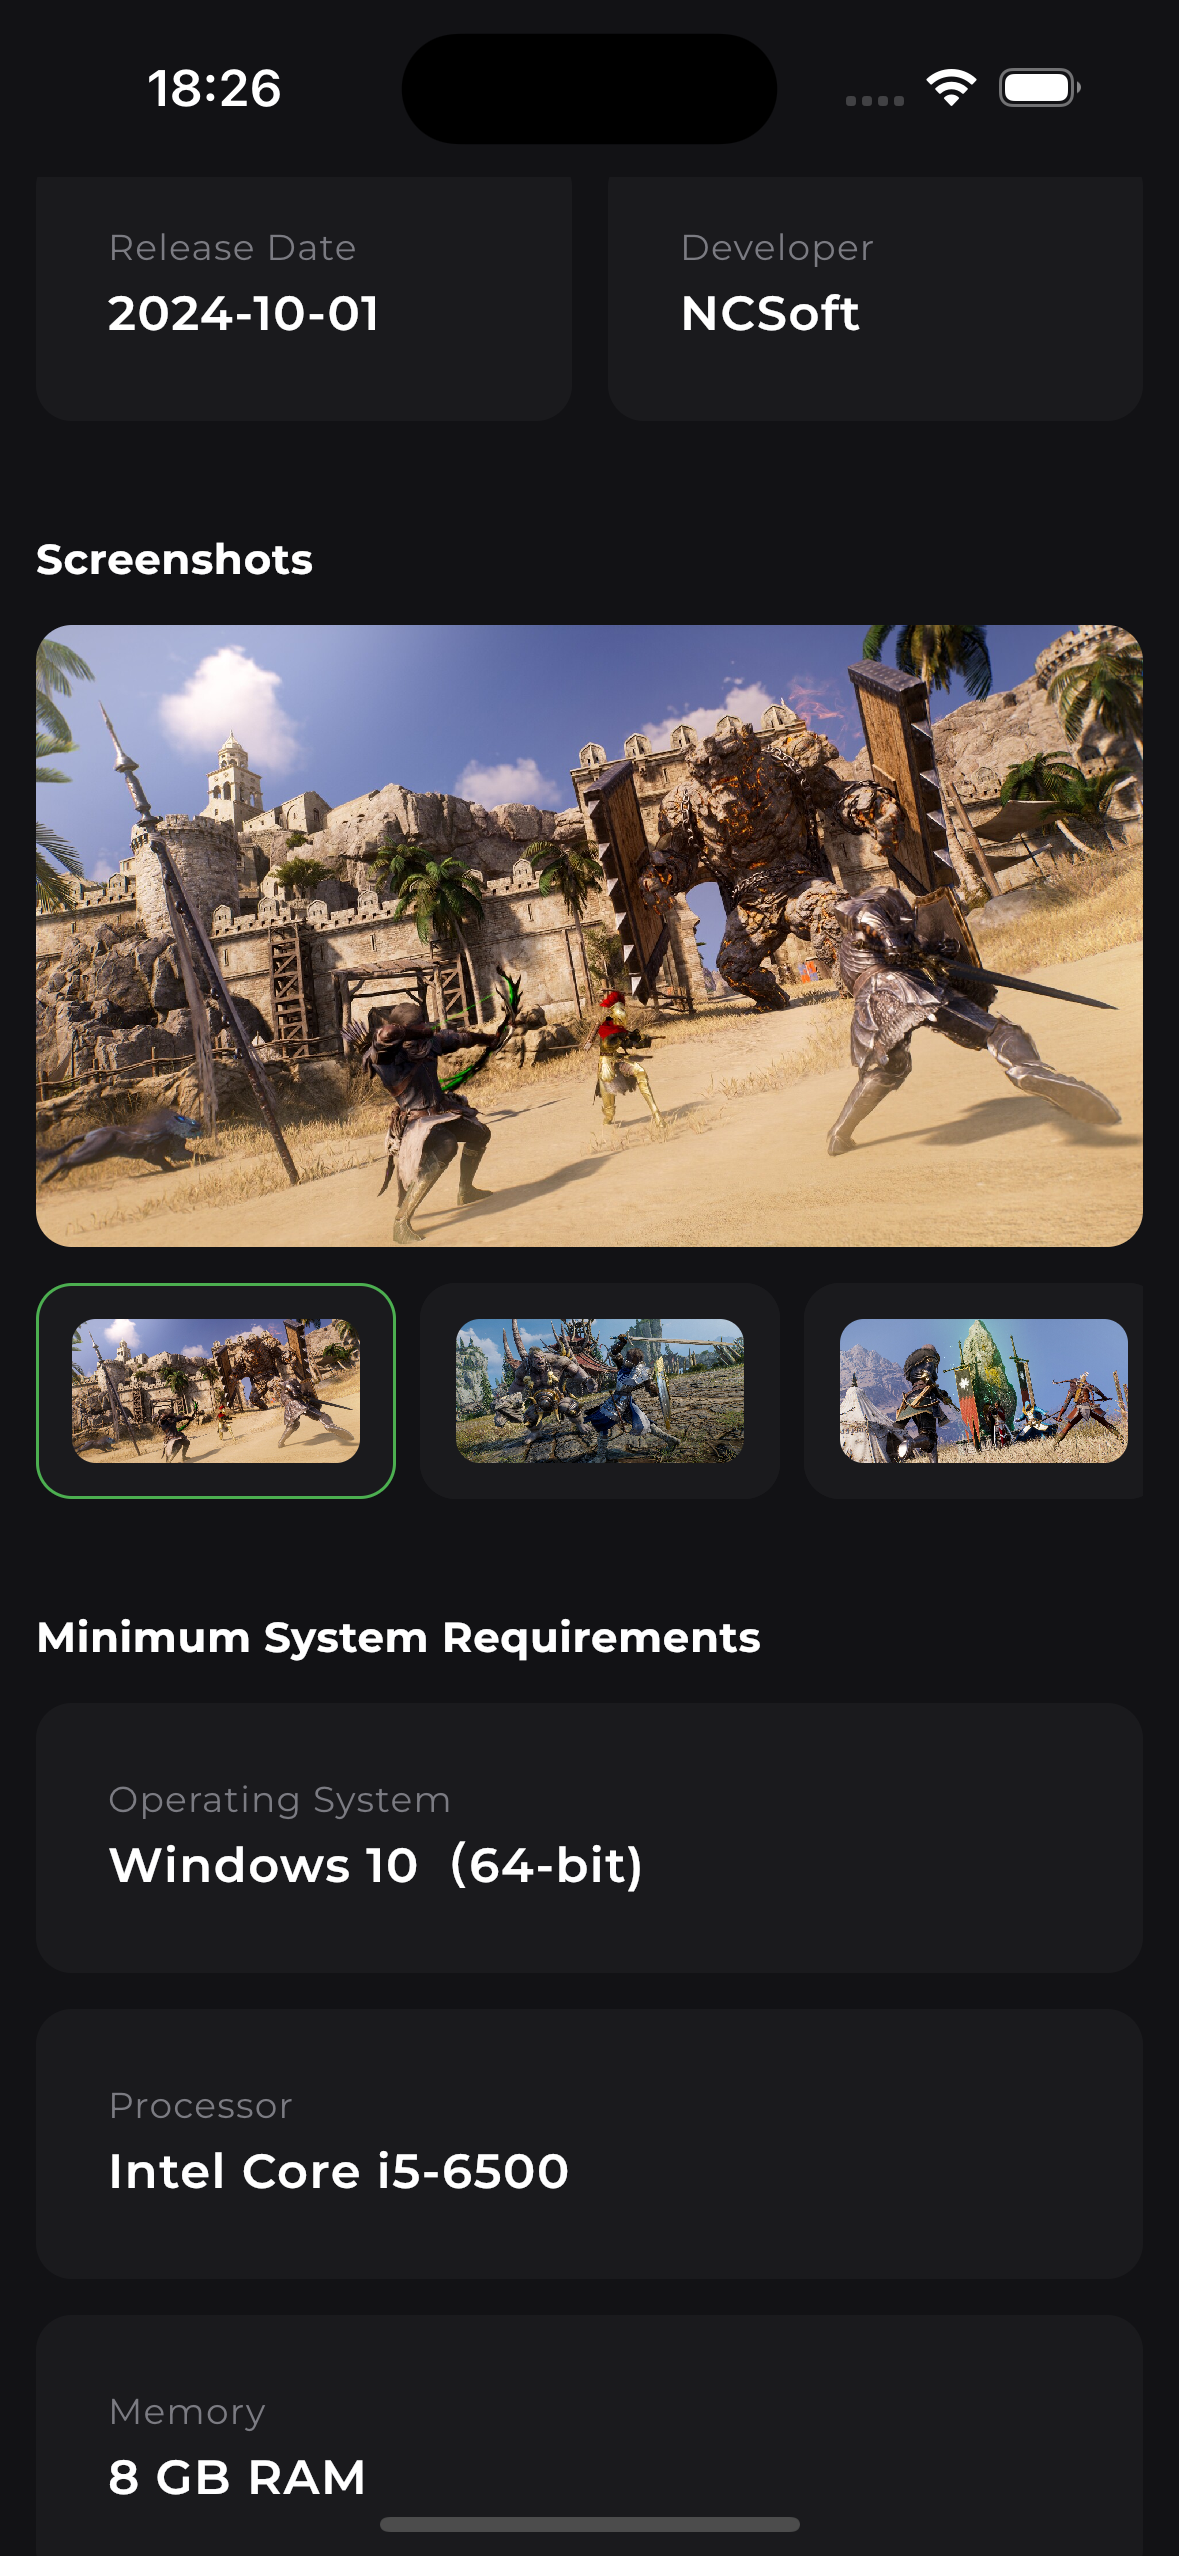 18:26
Release Date
2024-10-01
Developer
NCSoft
Screenshots
Minimum System Requirements
Operating System
Windows 10（64-bit)
Processor
Intel Core i5-6500
Memory
8 GB RAM